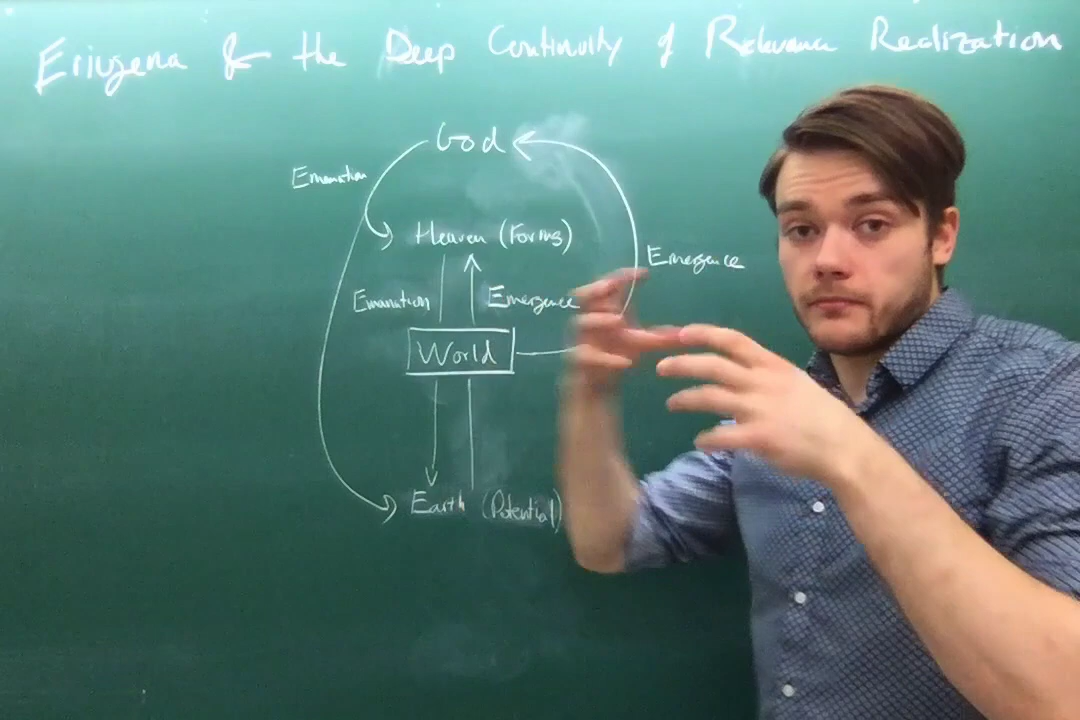 Eriugena & the Deep Continuity of Relevance Realization
God
Emanation
Heaven (Forms)
Emergence
Emanation
Emergence
World
Earth (Potential)